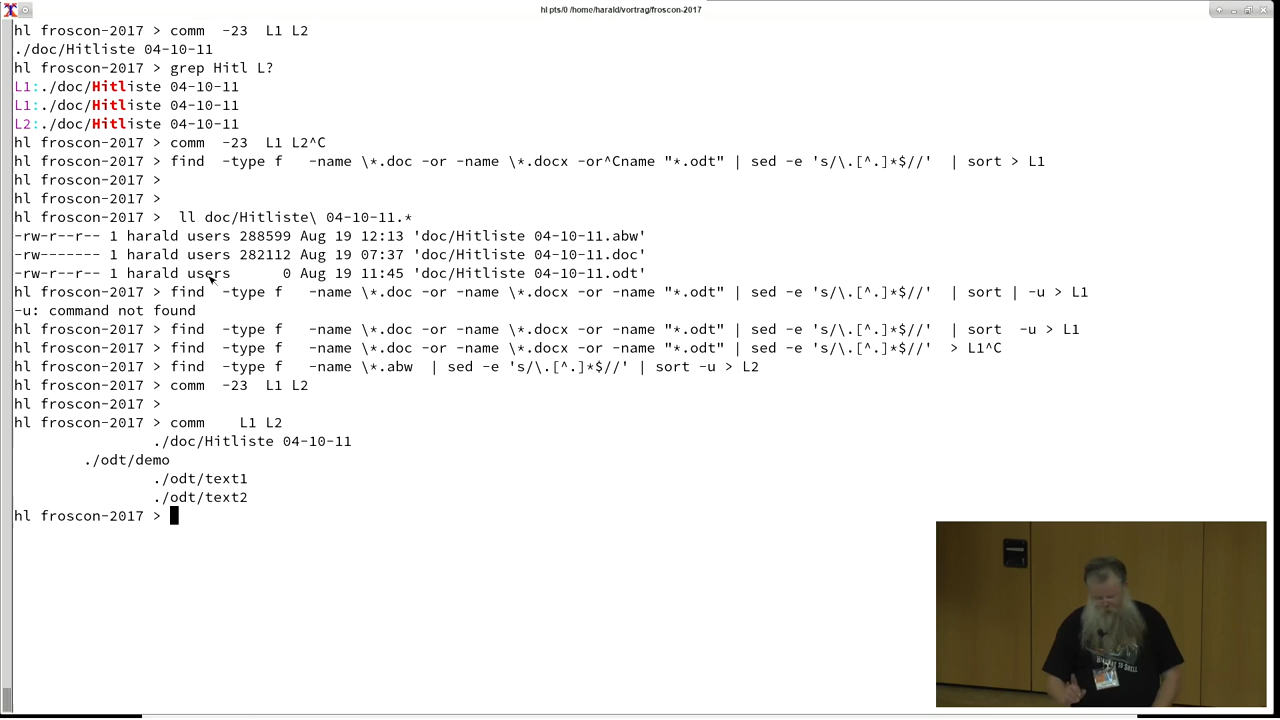 hl pts/0 /home/harald/vortrag/froscon-2017
hl froscon-2017 > comm  -23  L1 L2
./doc/Hitliste 04-10-11
hl froscon-2017 > grep Hitl L?
L1:./doc/Hitliste 04-10-11
L1:./doc/Hitliste 04-10-11
L2:./doc/Hitliste 04-10-11
hl froscon-2017 > comm  -23  L1 L2^C
hl froscon-2017 > find  -type f   -name \*.doc -or -name \*.docx -or^Cname "*.odt" | sed -e 's/\.[^.]*$//'  | sort > L1
hl froscon-2017 >
hl froscon-2017 >
hl froscon-2017 >  ll doc/Hitliste\ 04-10-11.*
-rw-r--r-- 1 harald users 288599 Aug 19 12:13 'doc/Hitliste 04-10-11.abw'
-rw------- 1 harald users 282112 Aug 19 07:37 'doc/Hitliste 04-10-11.doc'
-rw-r--r-- 1 harald users      0 Aug 19 11:45 'doc/Hitliste 04-10-11.odt'
hl froscon-2017 > find  -type f   -name \*.doc -or -name \*.docx -or -name "*.odt" | sed -e 's/\.[^.]*$//'  | sort | -u > L1
-u: command not found
hl froscon-2017 > find  -type f   -name \*.doc -or -name \*.docx -or -name "*.odt" | sed -e 's/\.[^.]*$//'  | sort  -u > L1
hl froscon-2017 > find  -type f   -name \*.doc -or -name \*.docx -or -name "*.odt" | sed -e 's/\.[^.]*$//'  > L1^C
hl froscon-2017 > find  -type f   -name \*.abw  | sed -e 's/\.[^.]*$//' | sort -u > L2
hl froscon-2017 > comm  -23  L1 L2
hl froscon-2017 >
hl froscon-2017 > comm    L1 L2
./doc/Hitliste 04-10-11
./odt/demo
./odt/text1
./odt/text2
hl froscon-2017 >